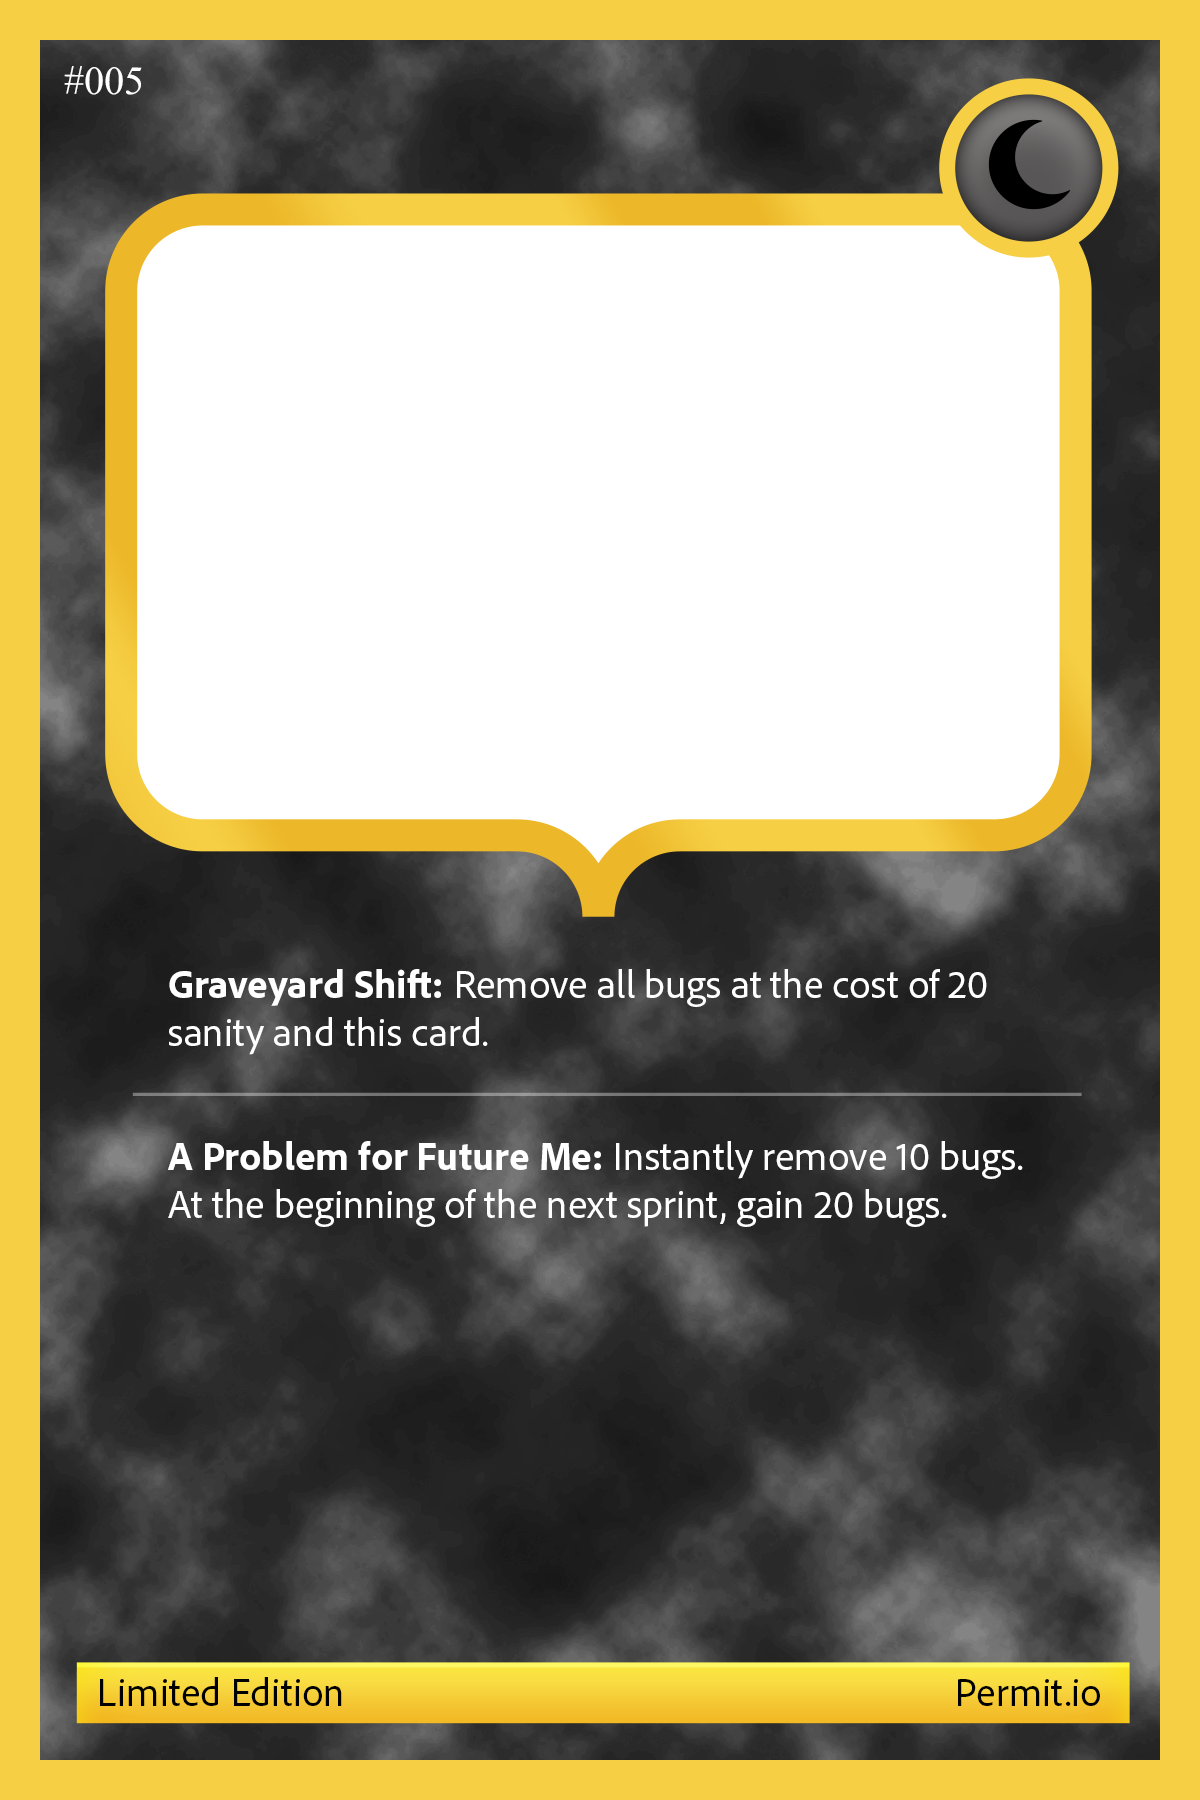 #005
Graveyard Shift: Remove all bugs at the cost of 20
sanity and this card.
A Problem for Future Me: Instantly remove 10 bugs.
At the beginning of the next sprint, gain 20 bugs.
Limited Edition
Permit.io